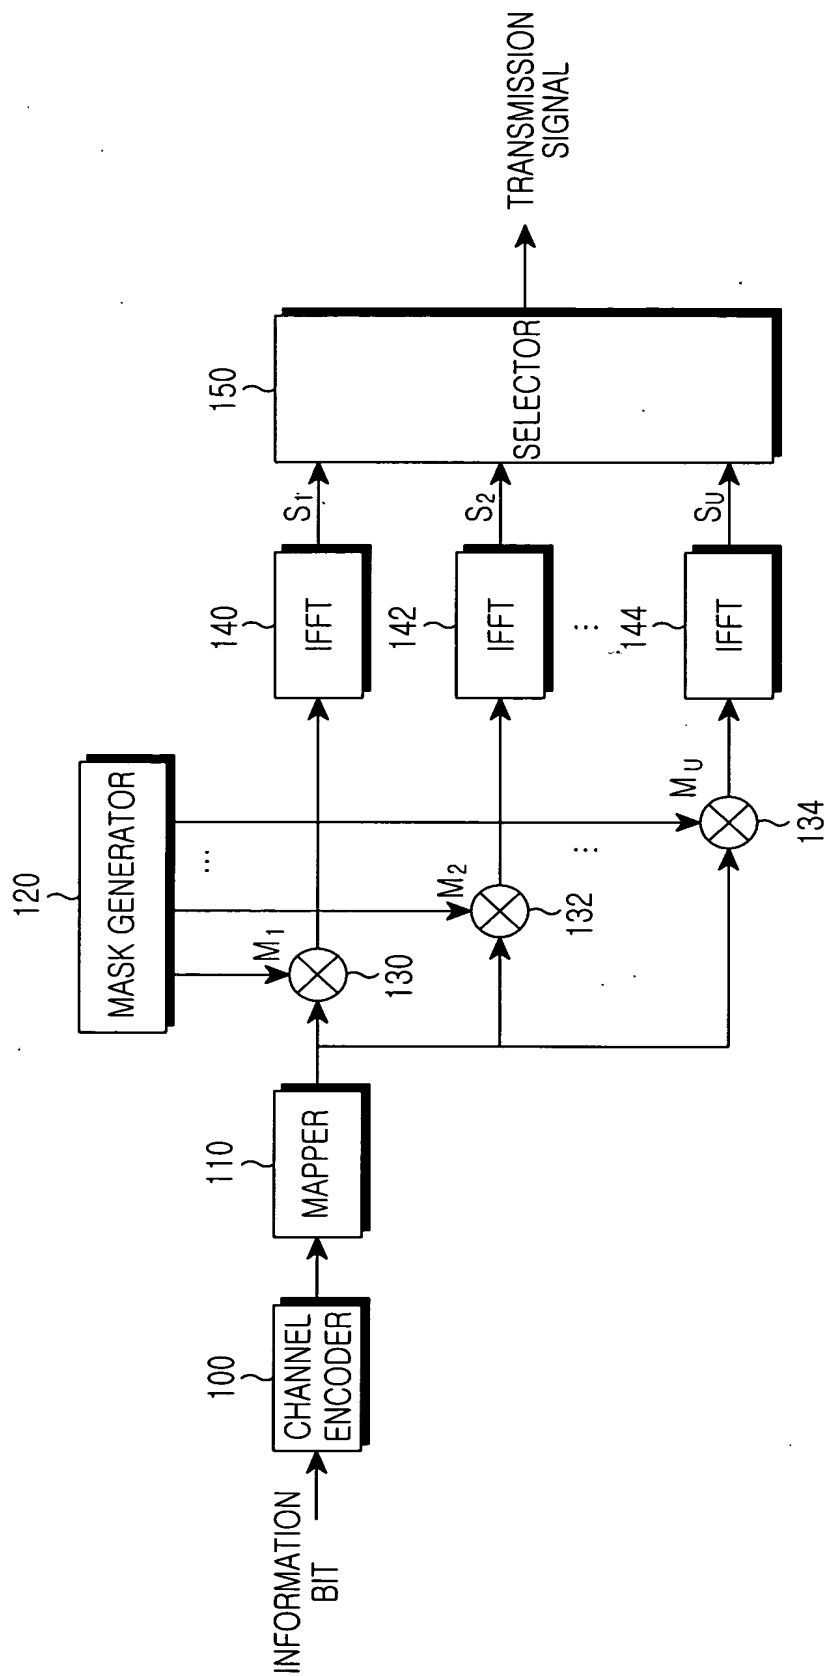 INFORMATION
BIT
100
CHANNEL
ENCODER
110
MAPPER
120
MASK GENERATOR
...
M1
130
M2
132
...
MU
134
140
IFFT
142
IFFT
...
144
IFFT
S1
S2
SU
150
SELECTOR
TRANSMISSION
SIGNAL